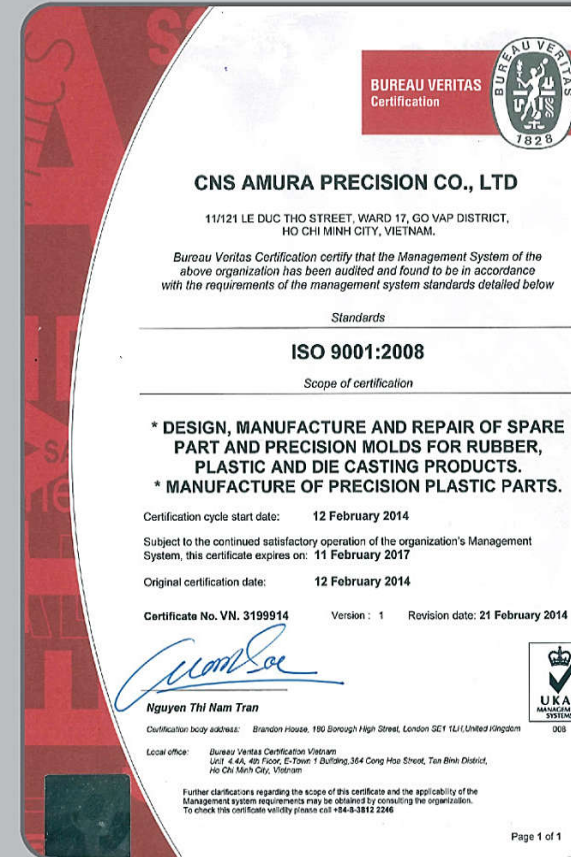 BUREAU VERITAS
Certification
BUREAU VERITAS
1828
CNS AMURA PRECISION CO., LTD
11/121 LE DUC THO STREET, WARD 17, GO VAP DISTRICT,
HO CHI MINH CITY, VIETNAM.
Bureau Veritas Certification certify that the Management System of the
above organization has been audited and found to be in accordance
with the requirements of the management system standards detailed below
Standards
ISO 9001:2008
Scope of certification
* DESIGN, MANUFACTURE AND REPAIR OF SPARE
PART AND PRECISION MOLDS FOR RUBBER,
PLASTIC AND DIE CASTING PRODUCTS.
* MANUFACTURE OF PRECISION PLASTIC PARTS.
Certification cycle start date: 12 February 2014
Subject to the continued satisfactory operation of the organization's Management
System, this certificate expires on: 11 February 2017
Original certification date: 12 February 2014
Certificate No. VN. 3199914 Version : 1 Revision date: 21 February 2014
UKA
MANAGEM
SYSTEMS
008
Nguyen Thi Nam Tran
Certification body address: Brandon House, 180 Borough High Street, London SE1 1LH,United Kingdom
Local office: Bureau Veritas Certification Vietnam
Unit 4.4A, 4th Floor, E-Town 1 Building,364 Cong Hoa Street, Tan Binh District,
Ho Chi Minh City, Vietnam
Further clarifications regarding the scope of this certificate and the applicability of the
Management system requirements may be obtained by consulting the organization.
To check this certificate validity please call +84-8-3812 2246
Page 1 of 1